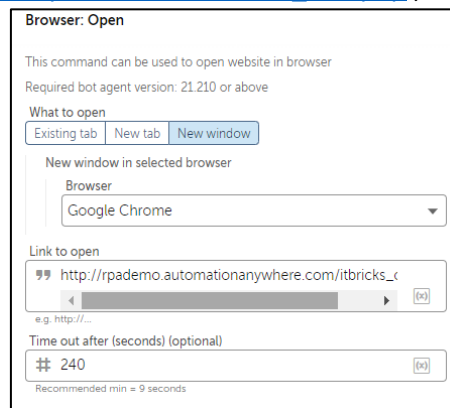 Browser: Open
This command can be used to open website in browser
Required bot agent version: 21.210 or above
What to open
Existing tab New tab New window
New window in selected browser
Browser
Google Chrome
Link to open
http://rpademo.automationanywhere.com/itbricks_
(x)
e.g. http://...
Time out after (seconds) (optional)
# 240 (x)
Recommended min = 9 seconds